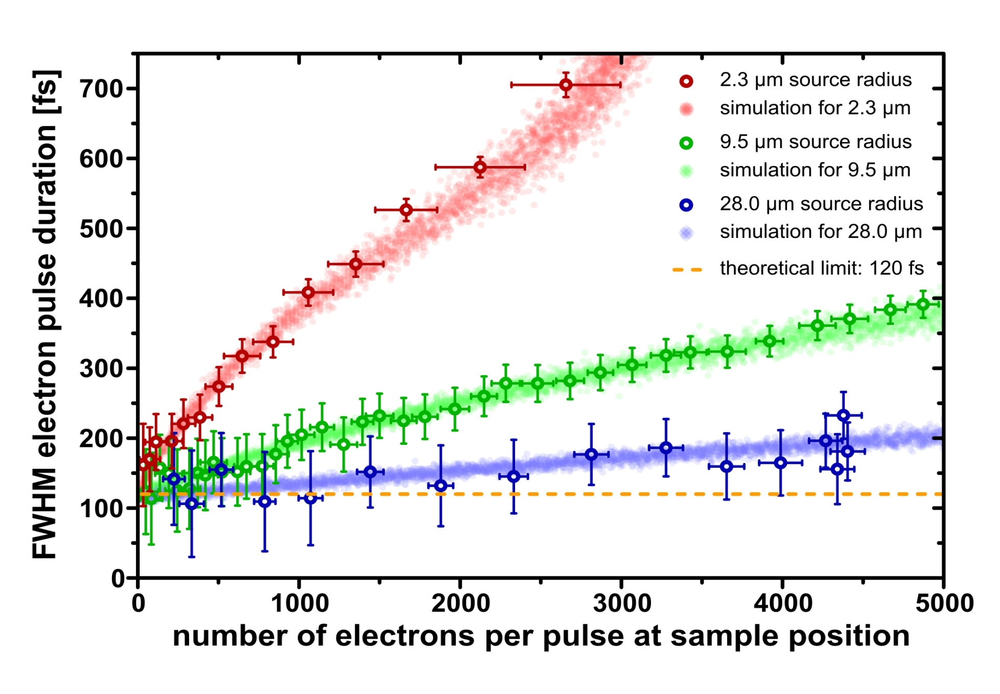 FWHM electron pulse duration [fs]
700
600
500
400
300
200
100
0
0 1000 2000 3000 4000 5000
number of electrons per pulse at sample position
2.3 µm source radius
simulation for 2.3 µm
9.5 µm source radius
simulation for 9.5 µm
28.0 µm source radius
simulation for 28.0 µm
theoretical limit: 120 fs